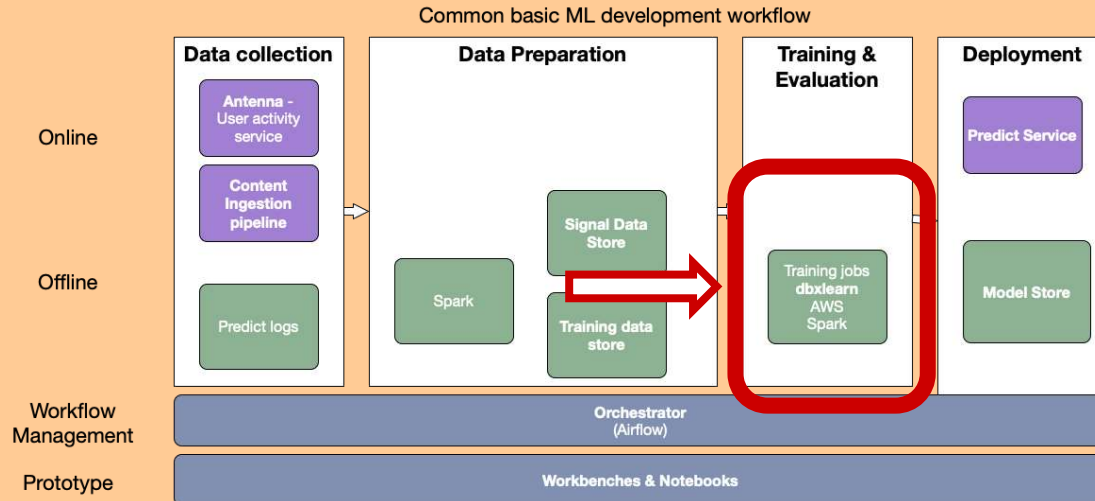 Common basic ML development workflow
Data collection
Data Preparation
Training &
Evaluation
Deployment
Online
Offline
Workflow
Management
Prototype
Antenna -
User activity
service
Content
Ingestion
pipeline
Predict logs
Spark
Signal Data
Store
Training data
store
Training jobs
dbxlearn
AWS
Spark
Predict Service
Model Store
Orchestrator
(Airflow)
Workbenches & Notebooks